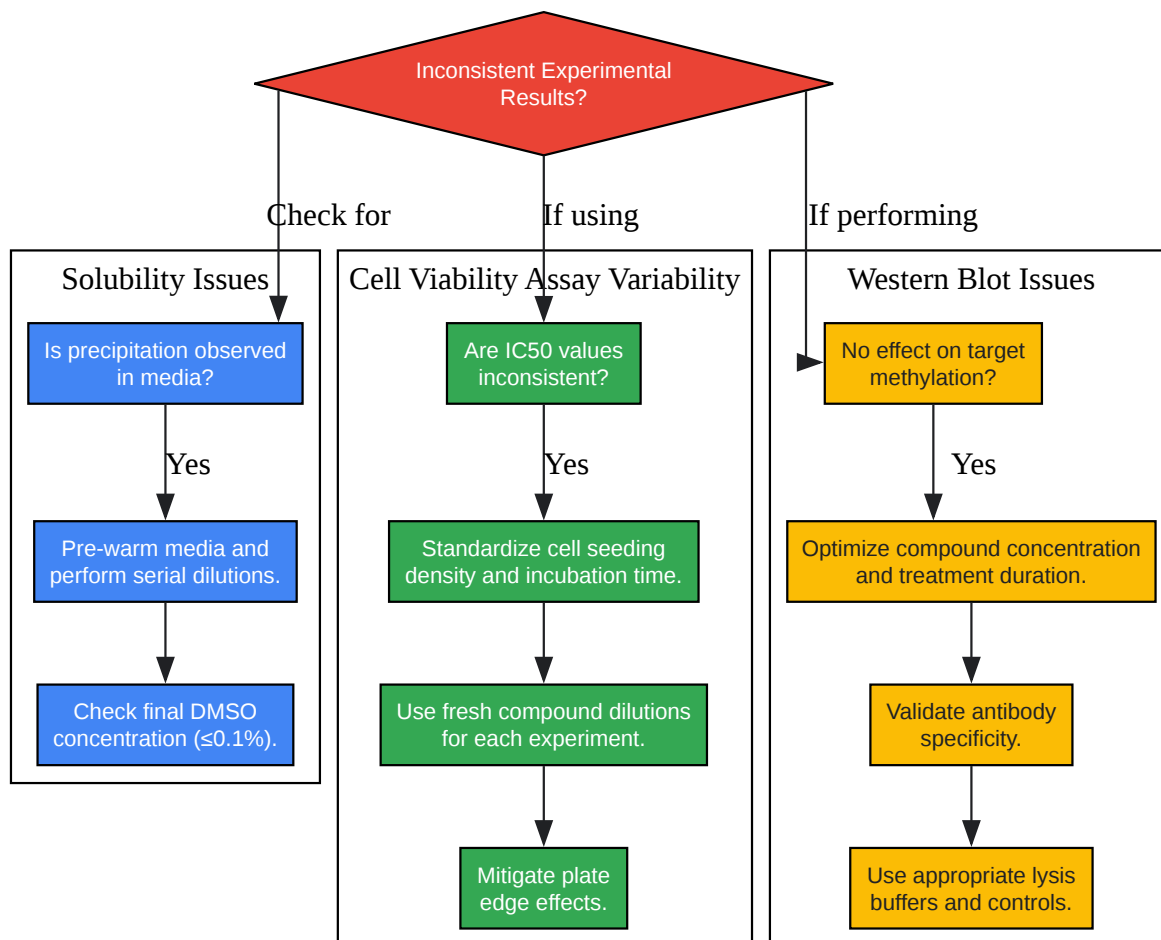 Inconsistent Experimental
Results?
Check for
If using
If performing
Solubility Issues
Is precipitation observed
in media?
Yes
Pre-warm media and
perform serial dilutions.
Check final DMSO
concentration (≤0.1%).
Cell Viability Assay Variability
Are IC50 values
inconsistent?
Yes
Standardize cell seeding
density and incubation time.
Use fresh compound dilutions
for each experiment.
Mitigate plate
edge effects.
Western Blot Issues
No effect on target
methylation?
Yes
Optimize compound concentration
and treatment duration.
Validate antibody
specificity.
Use appropriate lysis
buffers and controls.